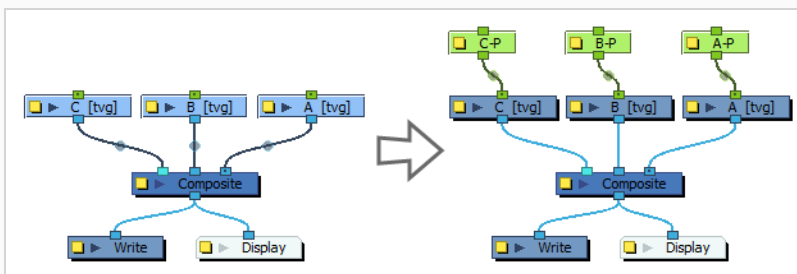 C-P B-P A-P
C [tvg] B [tvg] A [tvg] C [tvg] B [tvg] A [tvg]
Composite Composite
Write Display Write Display